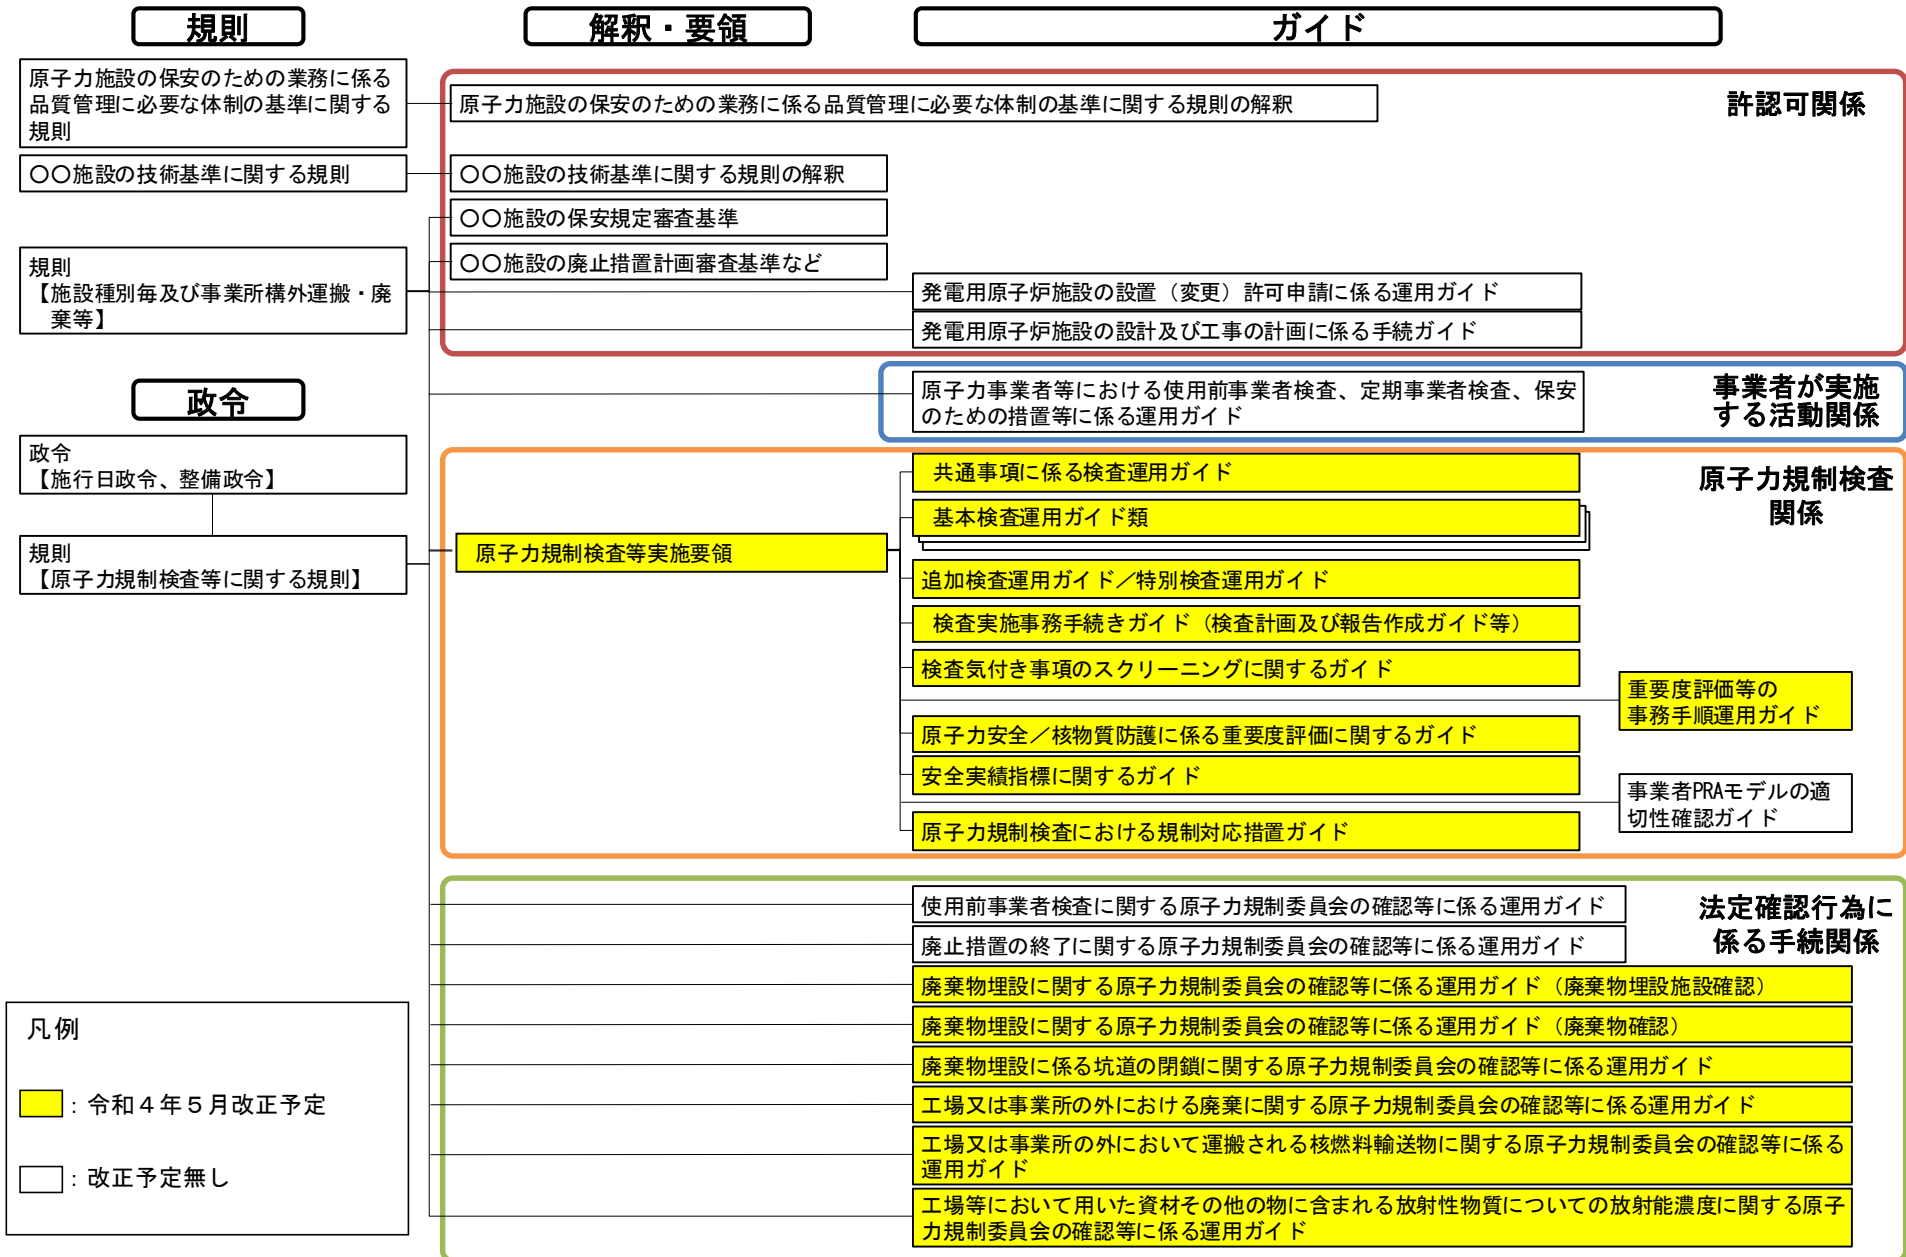 規則
解釈・要領
ガイド
原子力施設の保安のための業務に係る
品質管理に必要な体制の基準に関する
規則
原子力施設の保安のための業務に係る品質管理に必要な体制の基準に関する規則の解釈
許認可関係
〇〇施設の技術基準に関する規則
〇〇施設の技術基準に関する規則の解釈
〇〇施設の保安規定審査基準
〇〇施設の廃止措置計画審査基準など
規則
【施設種別毎及び事業所構外運搬・廃
棄等】
発電用原子炉施設の設置（変更）許可申請に係る運用ガイド
発電用原子炉施設の設計及び工事の計画に係る手続ガイド
政令
原子力事業者等における使用前事業者検査、定期事業者検査、保安
のための措置等に係る運用ガイド
事業者が実施
する活動関係
政令
【施行日政令、整備政令】
規則
【原子力規制検査等に関する規則】
原子力規制検査等実施要領
共通事項に係る検査運用ガイド
基本検査運用ガイド類
追加検査運用ガイド／特別検査運用ガイド
検査実施事務手続きガイド（検査計画及び報告作成ガイド等）
検査気付き事項のスクリーニングに関するガイド
原子力規制検査
関係
重要度評価等の
事務手順運用ガイド
原子力安全／核物質防護に係る重要度評価に関するガイド
安全実績指標に関するガイド
事業者PRAモデルの適
切性確認ガイド
原子力規制検査における規制対応措置ガイド
使用前事業者検査に関する原子力規制委員会の確認等に係る運用ガイド
廃止措置の終了に関する原子力規制委員会の確認等に係る運用ガイド
法定確認行為に
係る手続関係
廃棄物埋設に関する原子力規制委員会の確認等に係る運用ガイド（廃棄物埋設施設確認）
廃棄物埋設に関する原子力規制委員会の確認等に係る運用ガイド（廃棄物確認）
廃棄物埋設に係る坑道の閉鎖に関する原子力規制委員会の確認等に係る運用ガイド
工場又は事業所の外における廃棄に関する原子力規制委員会の確認等に係る運用ガイド
工場又は事業所の外において運搬される核燃料輸送物に関する原子力規制委員会の確認等に係る
運用ガイド
工場等において用いた資材その他の物に含まれる放射性物質についての放射能濃度に関する原子
力規制委員会の確認等に係る運用ガイド
凡例
：令和４年５月改正予定
：改正予定無し